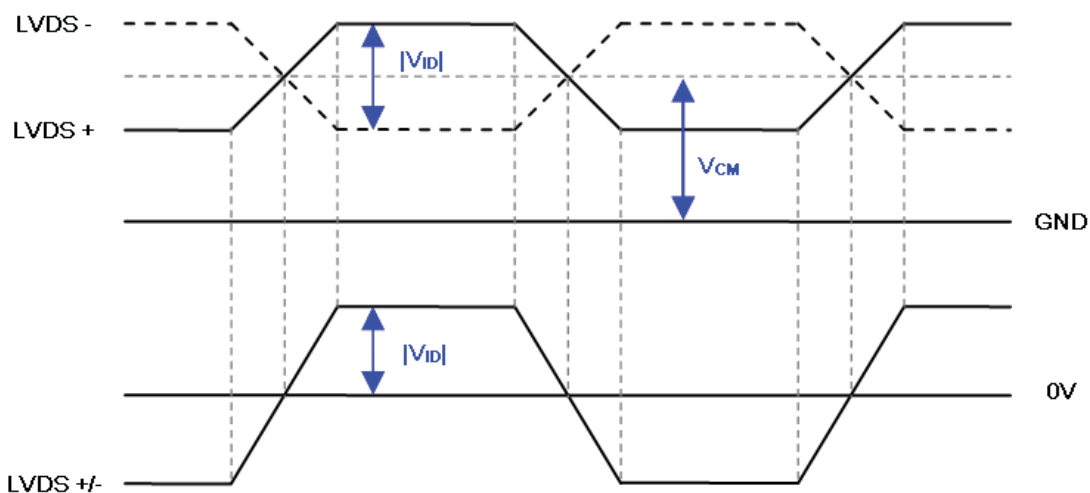 LVDS -
|VID|
LVDS +
VCM
GND
|VID|
0V
LVDS +/-